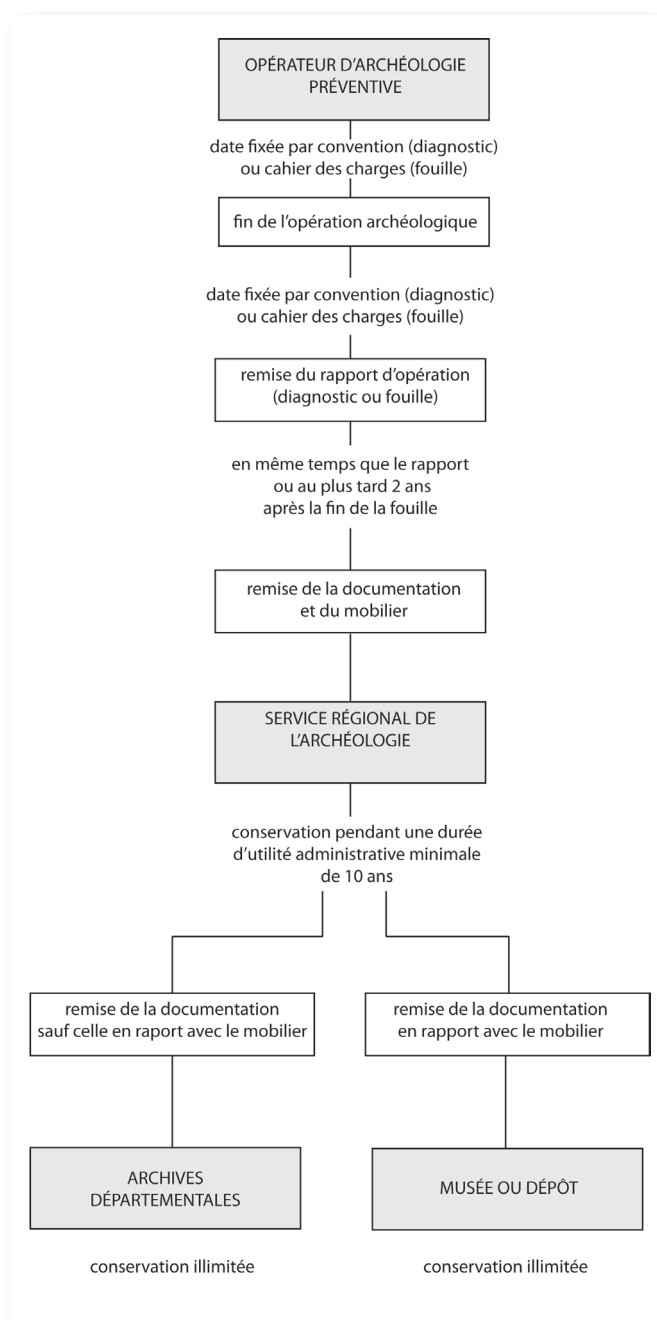 OPÉRATEUR D’ARCHÉOLOGIE
PRÉVENTIVE
date fixée par convention (diagnostic)
ou cahier des charges (fouille)
fin de l’opération archéologique
date fixée par convention (diagnostic)
ou cahier des charges (fouille)
remise du rapport d’opération
(diagnostic ou fouille)
en même temps que le rapport
ou au plus tard 2 ans
après la fin de la fouille
remise de la documentation
et du mobilier
SERVICE RÉGIONAL DE
L’ARCHÉOLOGIE
conservation pendant une durée
d’utilité administrative minimale
de 10 ans
remise de la documentation
sauf celle en raport avec le mobilier
remise de la documentation
en rapport avec le mobilier
ARCHIVES
DÉPARTEMENTALES
MUSÉE OU DÉPÔT
conservation illimitée
conservation illimitée